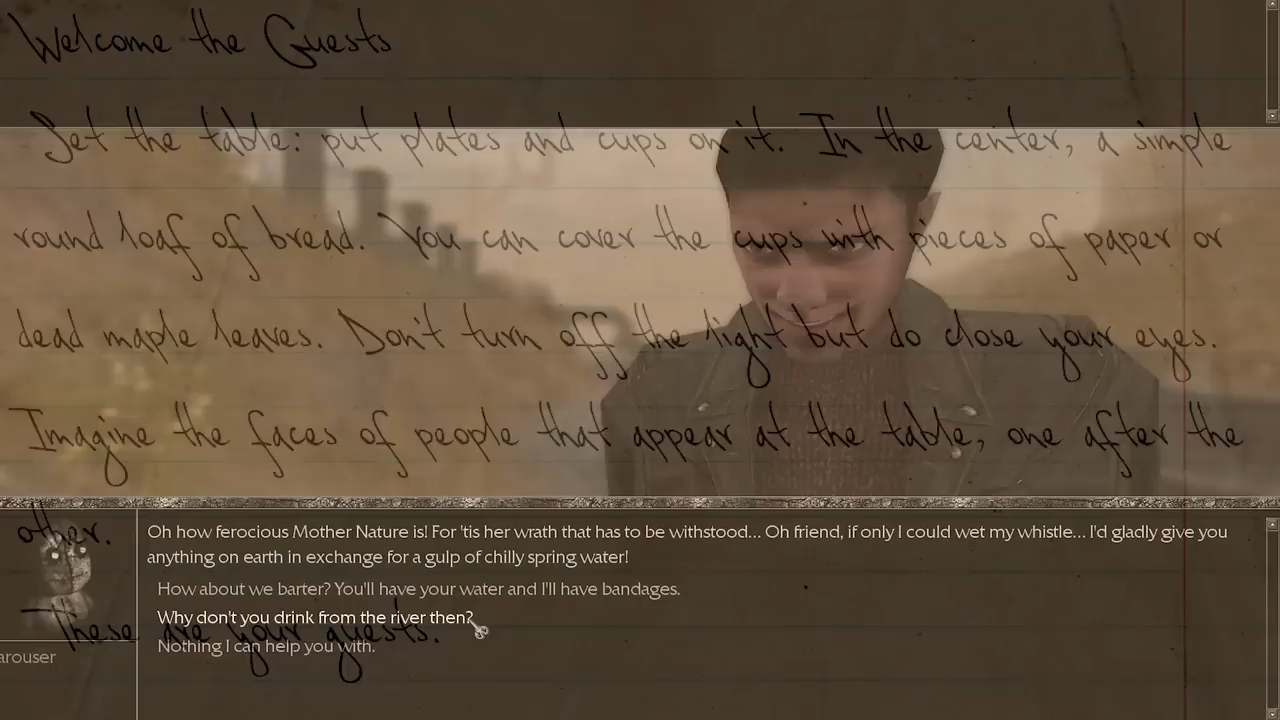 Welcome the Guests
Set the table: put plates and cups on it. In the center, a simple
round loaf of bread. You can cover the cups with pieces of paper or
dead maple leaves. Don't turn off the light but do close your eyes.
Imagine the faces of people that appear at the table, one after the
other.
Oh how ferocious Mother Nature is! For 'tis her wrath that has to be withstood... Oh friend, if only I could wet my whistle... I'd gladly give you
anything on earth in exchange for a gulp of chilly spring water!
How about we barter? You'll have your water and I'll have bandages.
Why don't you drink from the river then?
These are your guests.
Nothing I can help you with.
arouser